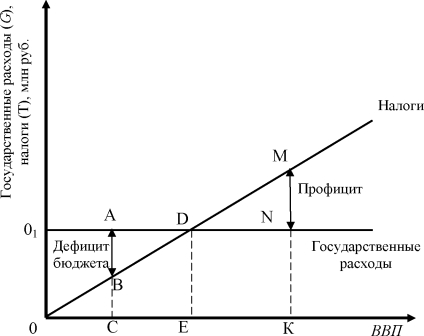 Государственные расходы (G),
налоги (T), млн руб.
Налоги
M
Профицит
A
D
N
0₁
Дефицит
бюджета
B
Государственные
расходы
0
C
E
K
ВВП